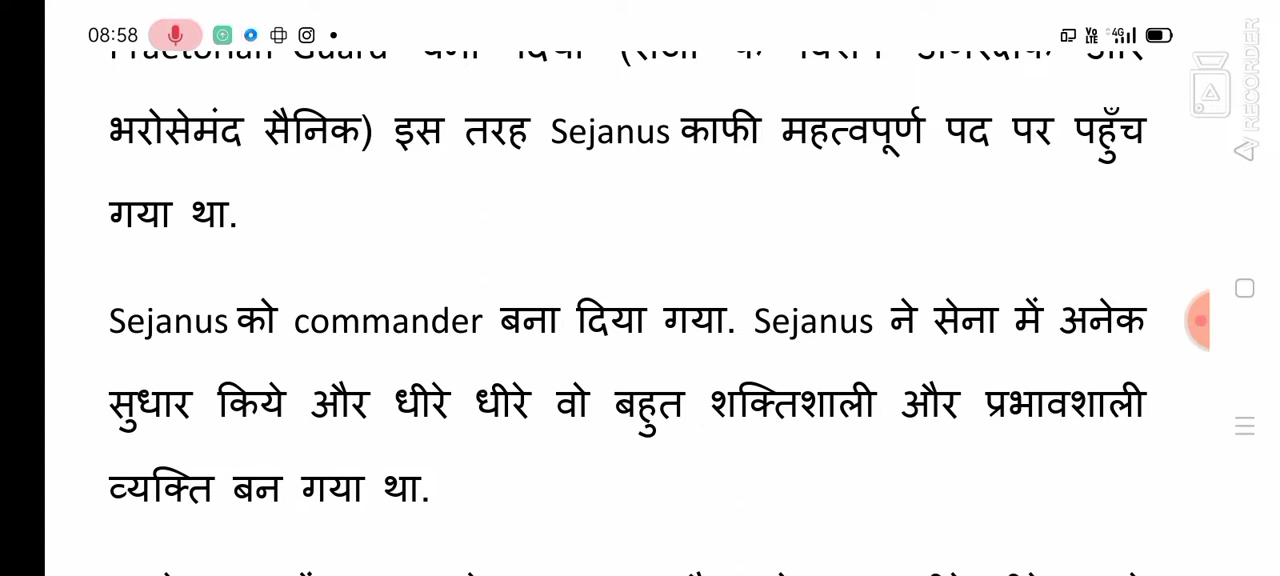 08:58
भरोसेमंद सैनिक) इस तरह Sejanus काफी महत्वपूर्ण पद पर पहुँच
गया था.
Sejanus को commander बना दिया गया. Sejanus ने सेना में अनेक
सुधार किये और धीरे धीरे वो बहुत शक्तिशाली और प्रभावशाली
व्यक्ति बन गया था.
RECORDER